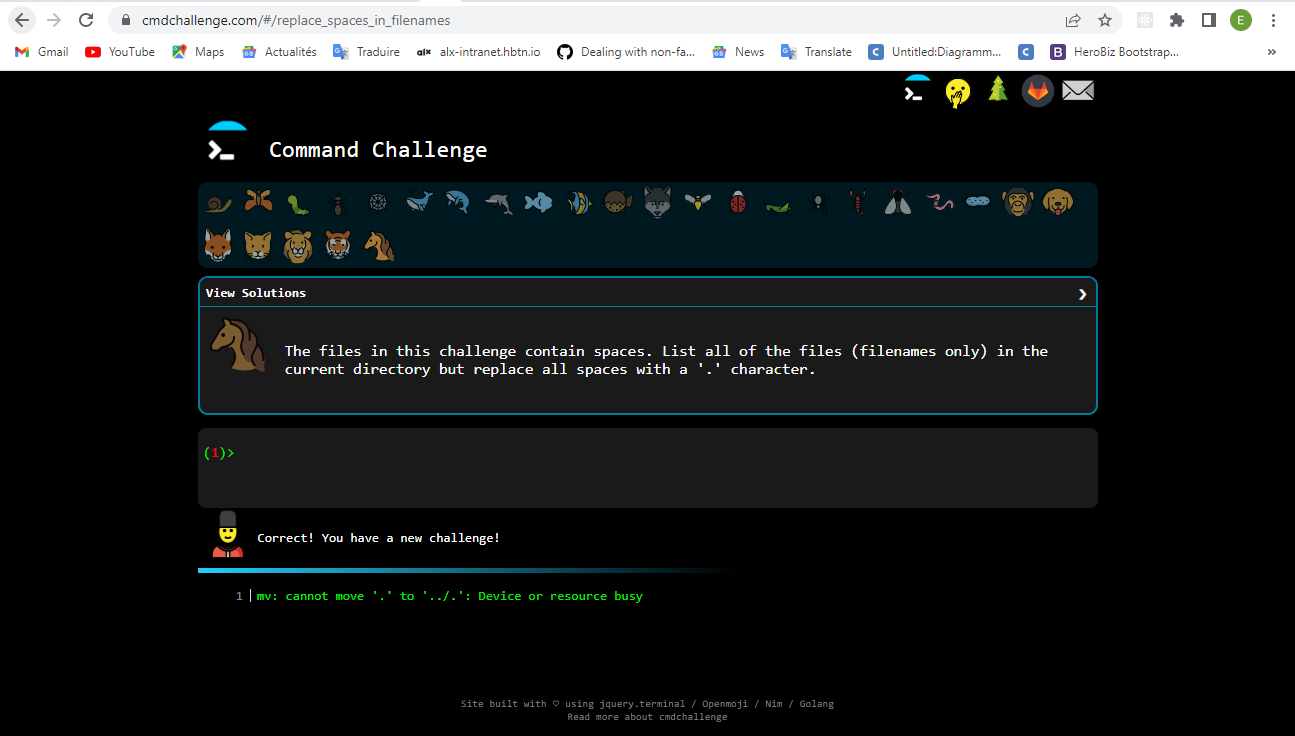 cmdchallenge.com/#/replace_spaces_in_filenames
E
Gmail YouTube Maps Actualités Traduire alx alx-intranet.hbtn.io Dealing with non-fa... News Translate C Untitled:Diagramm... C B HeroBiz Bootstrap... »
Command Challenge
View Solutions ❯
The files in this challenge contain spaces. List all of the files (filenames only) in the
current directory but replace all spaces with a '.' character.
(1)>
Correct! You have a new challenge!
1 mv: cannot move '.' to '../.': Device or resource busy
Site built with ♡ using jquery.terminal / Openmoji / Nim / Golang
Read more about cmdchallenge